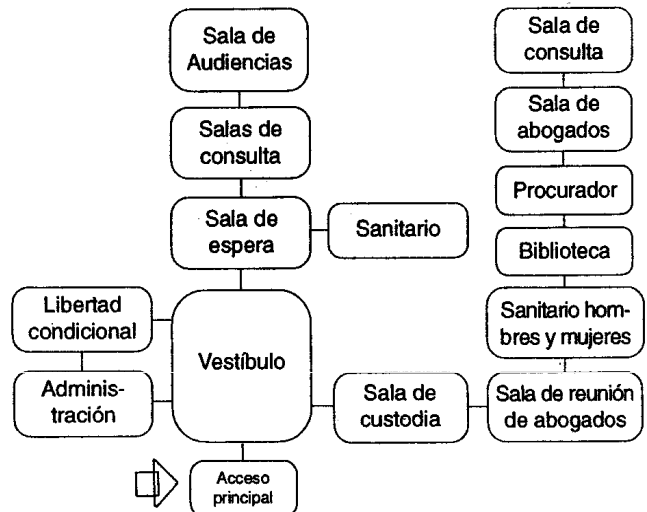 Sala de
Audiencias
Salas de
consulta
Sala de
espera
Sanitario
Libertad
condicional
Adminis-
tración
Vestíbulo
Acceso
principal
Sala de
custodia
Sala de
consulta
Sala de
abogados
Procurador
Biblioteca
Sanitario hom-
bres y mujeres
Sala de reunión
de abogados